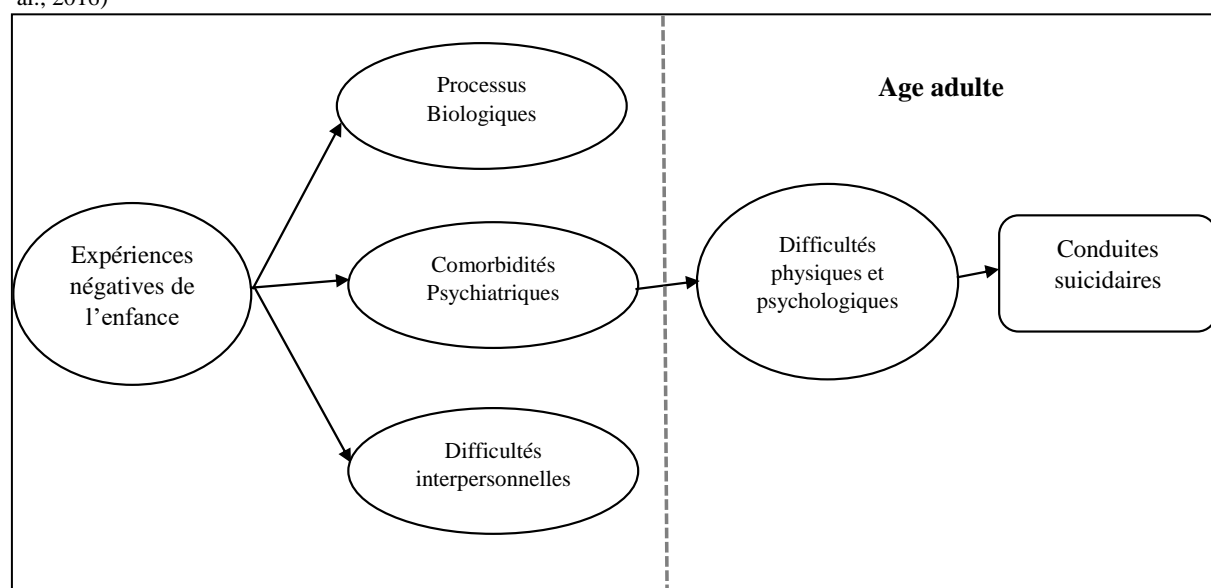 al., 2016)
Processus
Biologiques
Age adulte
Expériences
négatives de
l’enfance
Comorbidités
Psychiatriques
Difficultés
physiques et
psychologiques
Conduites
suicidaires
Difficultés
interpersonnelles